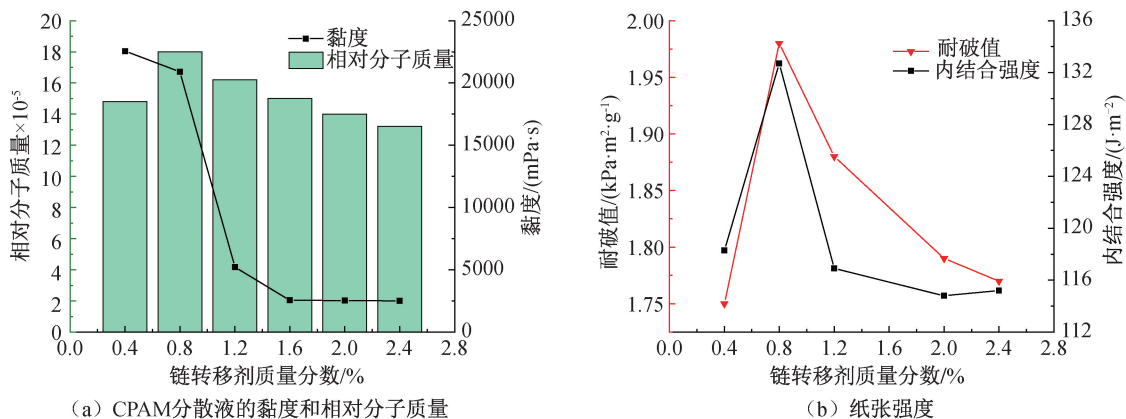 20
18
16
14
12
10
8
6
4
2
0
相对分子质量×10⁻⁵
25000
20000
15000
10000
5000
0
黏度/(mPa·s)
黏度
相对分子质量
0.0 0.4 0.8 1.2 1.6 2.0 2.4 2.8
链转移剂质量分数/%
(a) CPAM分散液的黏度和相对分子质量
2.00
1.95
1.90
1.85
1.80
1.75
耐破值/(kPa·m²·g⁻¹)
136
132
128
124
120
116
112
内结合强度/(J·m⁻²)
耐破值
内结合强度
0.0 0.4 0.8 1.2 1.6 2.0 2.4 2.8
链转移剂质量分数/%
(b) 纸张强度